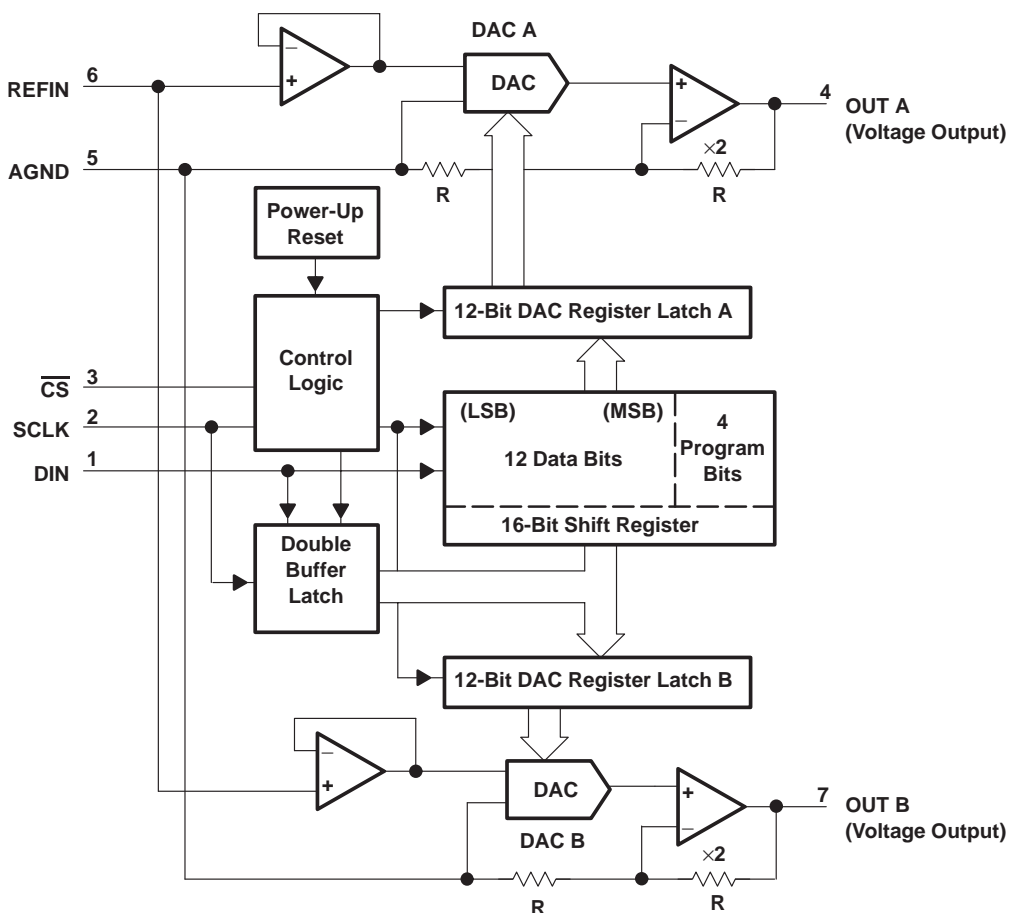 DAC A
REFIN 6
DAC
4 OUT A
(Voltage Output)
AGND 5
R
×2
R
Power-Up
Reset
12-Bit DAC Register Latch A
Control
Logic
C̅S̅ 3
SCLK 2
DIN 1
(LSB) (MSB)
12 Data Bits
4
Program
Bits
16-Bit Shift Register
Double
Buffer
Latch
12-Bit DAC Register Latch B
DAC
7 OUT B
(Voltage Output)
DAC B
R
×2
R
− + + − − + + −